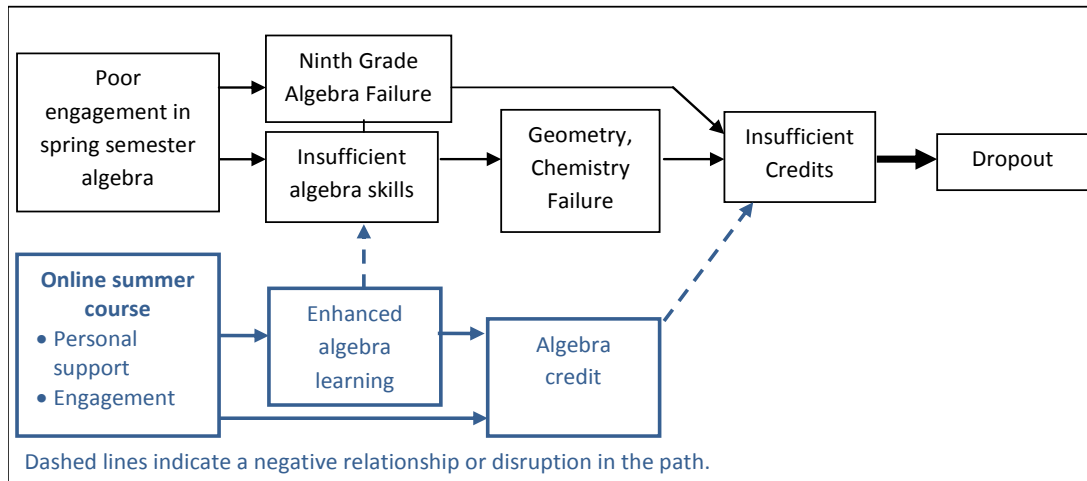 Poor
engagement in
spring semester
algebra
Ninth Grade
Algebra Failure
Insufficient
algebra skills
Geometry,
Chemistry
Failure
Insufficient
Credits
Dropout
Online summer
course
• Personal
support
• Engagement
Enhanced
algebra
learning
Algebra
credit
Dashed lines indicate a negative relationship or disruption in the path.